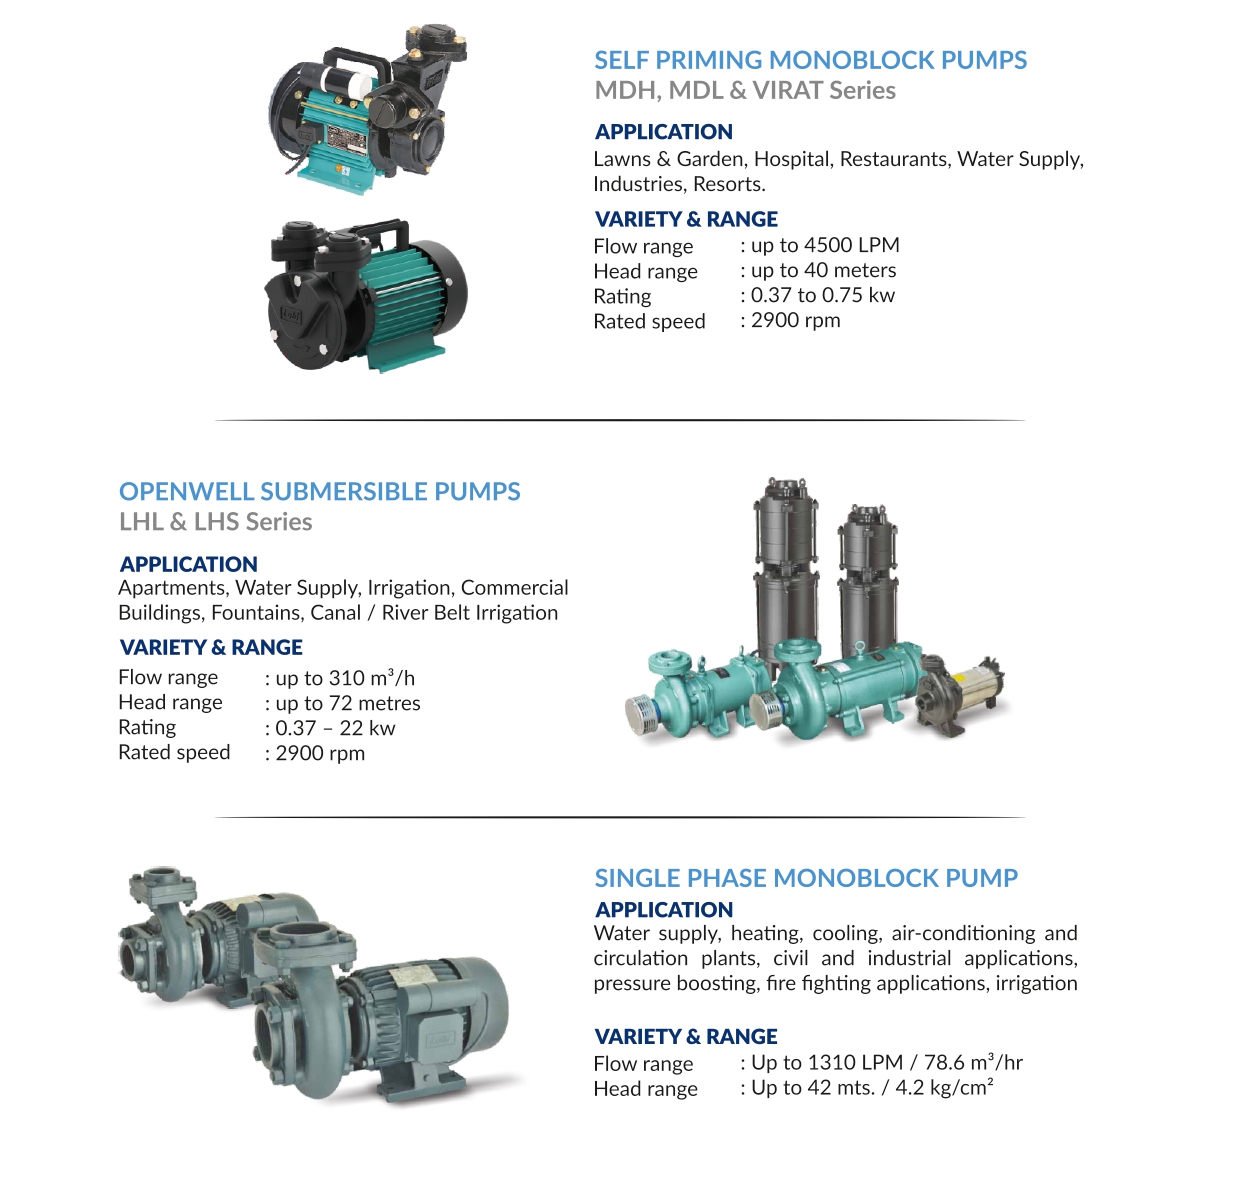 SELF PRIMING MONOBLOCK PUMPS
MDH, MDL & VIRAT Series
APPLICATION
Lawns & Garden, Hospital, Restaurants, Water Supply,
Industries, Resorts.
VARIETY & RANGE
Flow range : up to 4500 LPM
Head range : up to 40 meters
Rating : 0.37 to 0.75 kw
Rated speed : 2900 rpm
OPENWELL SUBMERSIBLE PUMPS
LHL & LHS Series
APPLICATION
Apartments, Water Supply, Irrigation, Commercial
Buildings, Fountains, Canal / River Belt Irrigation
VARIETY & RANGE
Flow range : up to 310 m³/h
Head range : up to 72 metres
Rating : 0.37 – 22 kw
Rated speed : 2900 rpm
SINGLE PHASE MONOBLOCK PUMP
APPLICATION
Water supply, heating, cooling, air-conditioning and
circulation plants, civil and industrial applications,
pressure boosting, fire fighting applications, irrigation
VARIETY & RANGE
Flow range : Up to 1310 LPM / 78.6 m³/hr
Head range : Up to 42 mts. / 4.2 kg/cm²